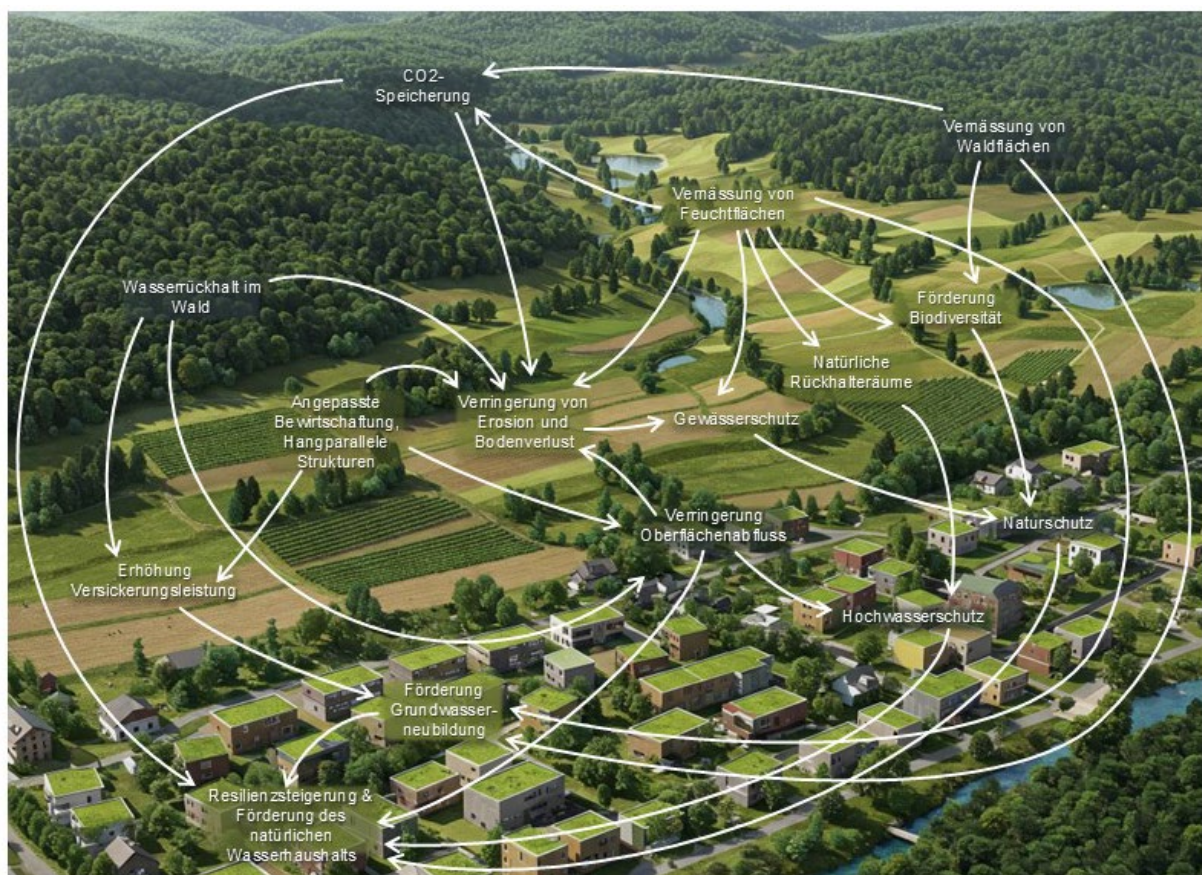 CO2-
Speicherung
Vernässung von
Waldflächen
Vernässung von
Feuchtflächen
Wasserrückhalt im
Wald
Förderung
Biodiversität
Natürliche
Rückhalteräume
Angepasste
Bewirtschaftung,
Hangparallele
Strukturen
Verringerung von
Erosion und
Bodenverlust
Gewässerschutz
Verringerung
Oberflächenabfluss
Naturschutz
Erhöhung
Versickerungsleistung
Hochwasserschutz
Förderung
Grundwasser-
neubildung
Resilienzsteigerung &
Förderung des
natürlichen
Wasserhaushalts